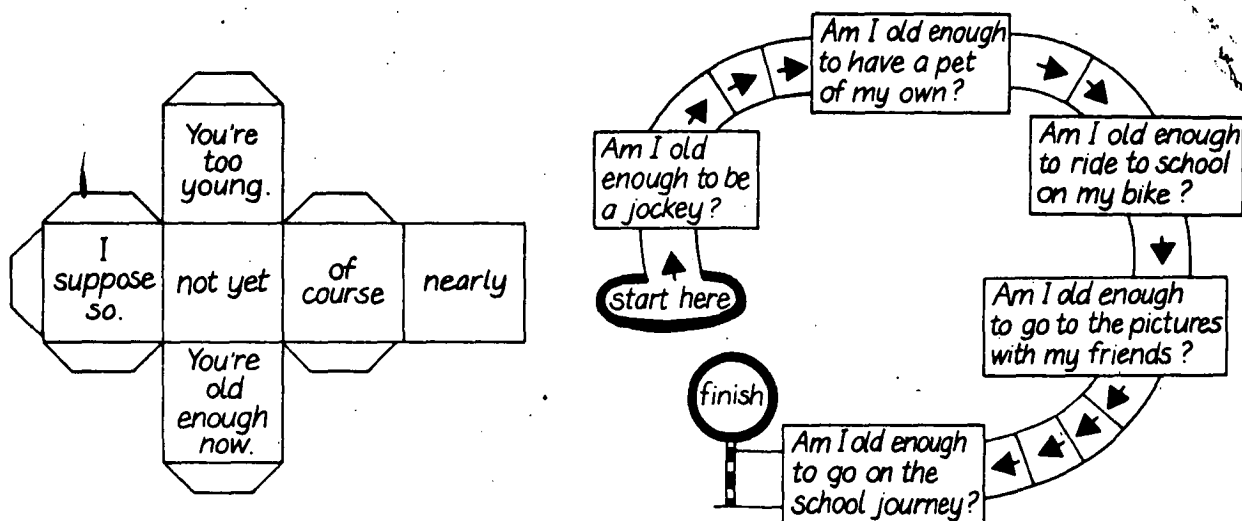 You're
too
young.
I
suppose
so.
not yet
of
course
nearly
You're
old
enough
now.
start here
Am I old
enough to be
a jockey?
Am I old enough
to have a pet
of my own?
Am I old enough
to ride to school
on my bike?
Am I old enough
to go to the pictures
with my friends?
Am I old enough
to go on the
school journey?
finish